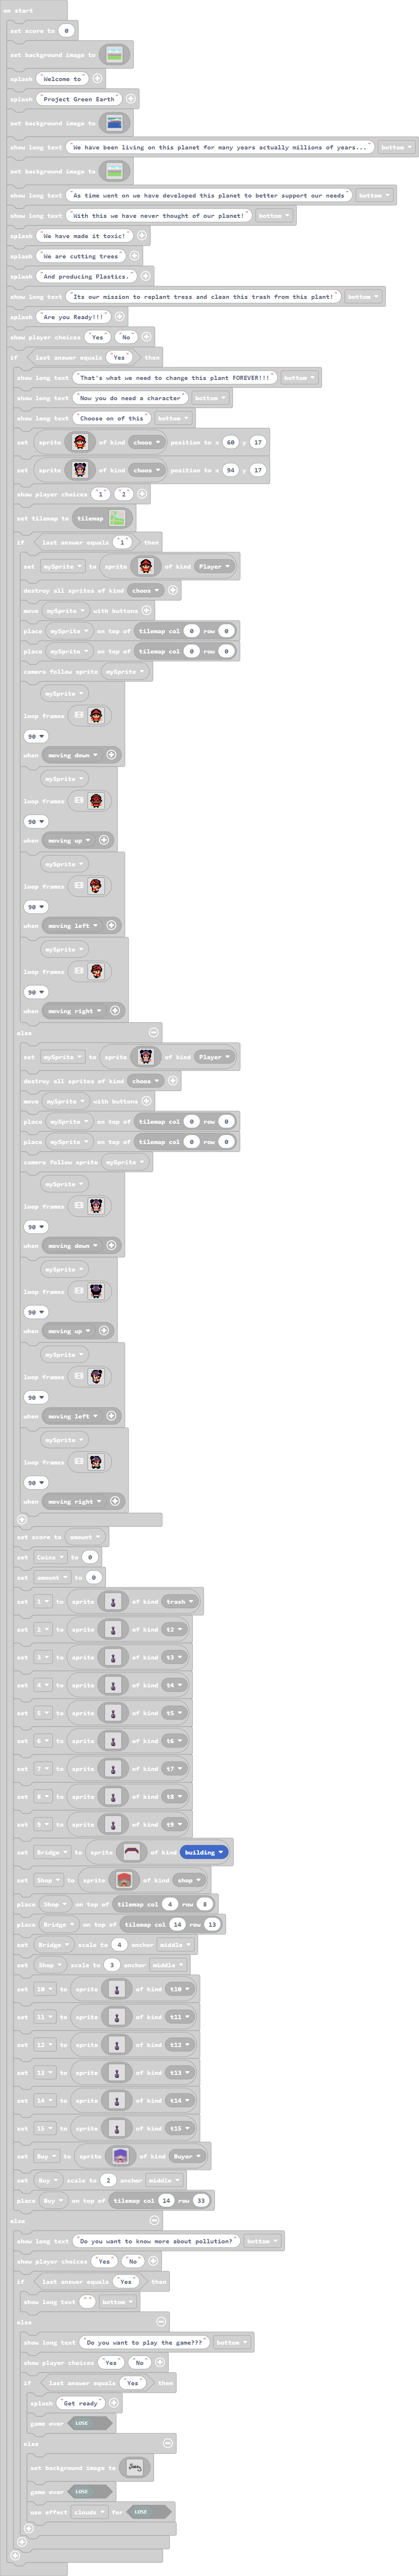 on start
set score to 0
set background image to
splash "Welcome to"
splash "Project Green Earth"
set background image to
show long text "We have been living on this planet for many years actually millions of years..." bottom
set background image to
show long text "As time went on we have developed this planet to better support our needs" bottom
show long text "With this we have never thought of our planet!" bottom
splash "We have made it toxic!"
splash "We are cutting trees"
splash "And producing Plastics."
show long text "Its our mission to replant tress and clean this trash from this planet!" bottom
splash "Are you Ready!!!"
show player choices "Yes" "No"
if last answer equals "Yes" then
show long text "That's what we need to change this plant FOREVER!!!" bottom
show long text "Now you do need a character" bottom
show long text "Choose on of this" bottom
set sprite of kind choos position to x 60 y 17
set sprite of kind choos position to x 94 y 17
show player choices "1" "2"
set tilemap to tilemap
if last answer equals "1" then
set mySprite to sprite of kind Player
destroy all sprites of kind choos
move mySprite with buttons
place mySprite on top of tilemap col 0 row 0
place mySprite on top of tilemap col 0 row 0
camera follow sprite mySprite
mySprite
loop frames
90
when moving down
mySprite
loop frames
90
when moving up
mySprite
loop frames
90
when moving left
mySprite
loop frames
90
when moving right
else
set mySprite to sprite of kind Player
destroy all sprites of kind choos
move mySprite with buttons
place mySprite on top of tilemap col 0 row 0
place mySprite on top of tilemap col 0 row 0
camera follow sprite mySprite
mySprite
loop frames
90
when moving down
mySprite
loop frames
90
when moving up
mySprite
loop frames
90
when moving left
mySprite
loop frames
90
when moving right
set score to amount
set Coins to 0
set amount to 0
set 1 to sprite of kind trash
set 2 to sprite of kind t2
set 3 to sprite of kind t3
set 4 to sprite of kind t4
set 5 to sprite of kind t5
set 6 to sprite of kind t6
set 7 to sprite of kind t7
set 8 to sprite of kind t8
set 9 to sprite of kind t9
set Bridge to sprite of kind building
set Shop to sprite of kind shop
place Shop on top of tilemap col 4 row 8
place Bridge on top of tilemap col 14 row 13
set Bridge scale to 4 anchor middle
set Shop scale to 3 anchor middle
set 10 to sprite of kind t10
set 11 to sprite of kind t11
set 12 to sprite of kind t12
set 13 to sprite of kind t13
set 14 to sprite of kind t14
set 15 to sprite of kind t15
set Buy to sprite of kind Buyer
set Buy scale to 2 anchor middle
place Buy on top of tilemap col 14 row 33
else
show long text "Do you want to know more about pollution?" bottom
show player choices "Yes" "No"
if last answer equals "Yes" then
show long text " " bottom
else
show long text "Do you want to play the game???" bottom
show player choices "Yes" "No"
if last answer equals "Yes" then
splash "Get ready"
game over LOSE
else
set background image to
game over LOSE
use effect clouds for LOSE